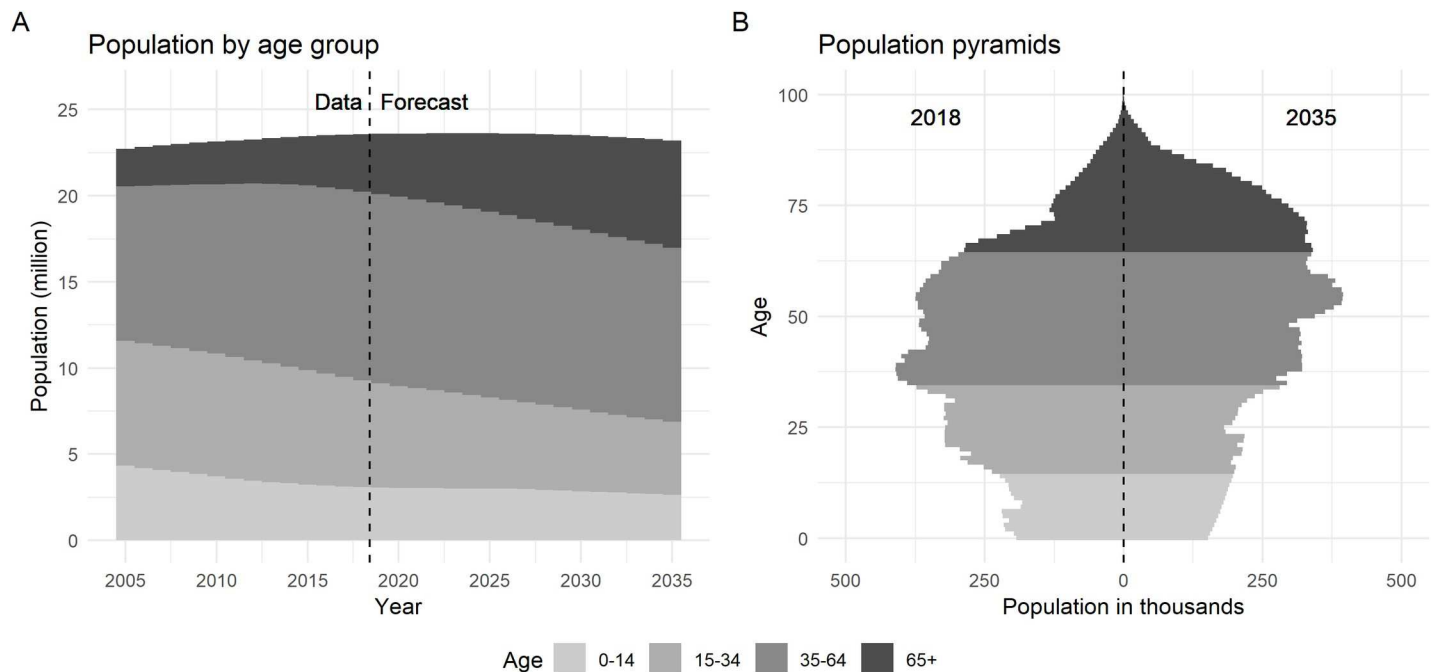 A
Population by age group
Data Forecast
25
20
15
10
5
0
Population (million)
2005 2010 2015 2020 2025 2030 2035
Year
B
Population pyramids
2018 2035
100
75
50
25
0
Age
500 250 0 250 500
Population in thousands
Age 0-14 15-34 35-64 65+